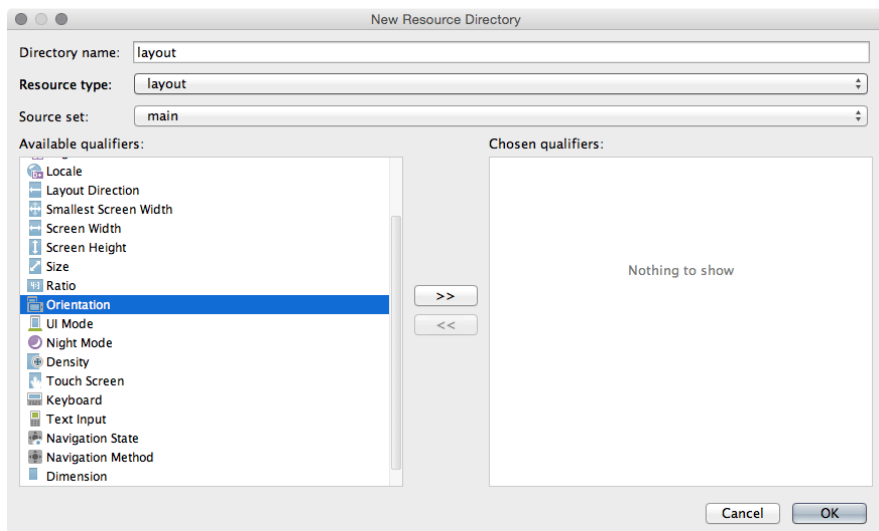 New Resource Directory
Directory name: layout
Resource type: layout
Source set: main
Available qualifiers:
Locale
Layout Direction
Smallest Screen Width
Screen Width
Screen Height
Size
Ratio
Orientation
UI Mode
Night Mode
Density
Touch Screen
Keyboard
Text Input
Navigation State
Navigation Method
Dimension
>>
<<
Chosen qualifiers:
Nothing to show
Cancel OK